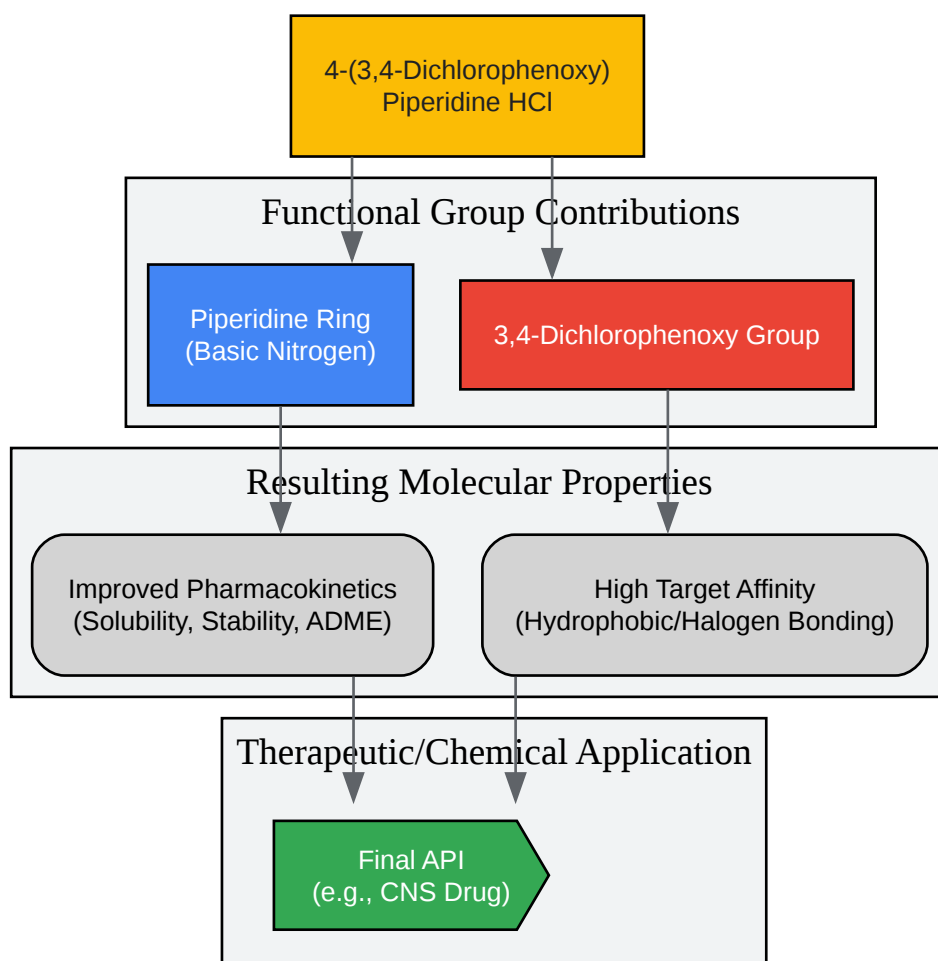 4-(3,4-Dichlorophenoxy)
Piperidine HCl
Functional Group Contributions
Piperidine Ring
(Basic Nitrogen)
3,4-Dichlorophenoxy Group
Resulting Molecular Properties
Improved Pharmacokinetics
(Solubility, Stability, ADME)
High Target Affinity
(Hydrophobic/Halogen Bonding)
Therapeutic/Chemical Application
Final API
(e.g., CNS Drug)